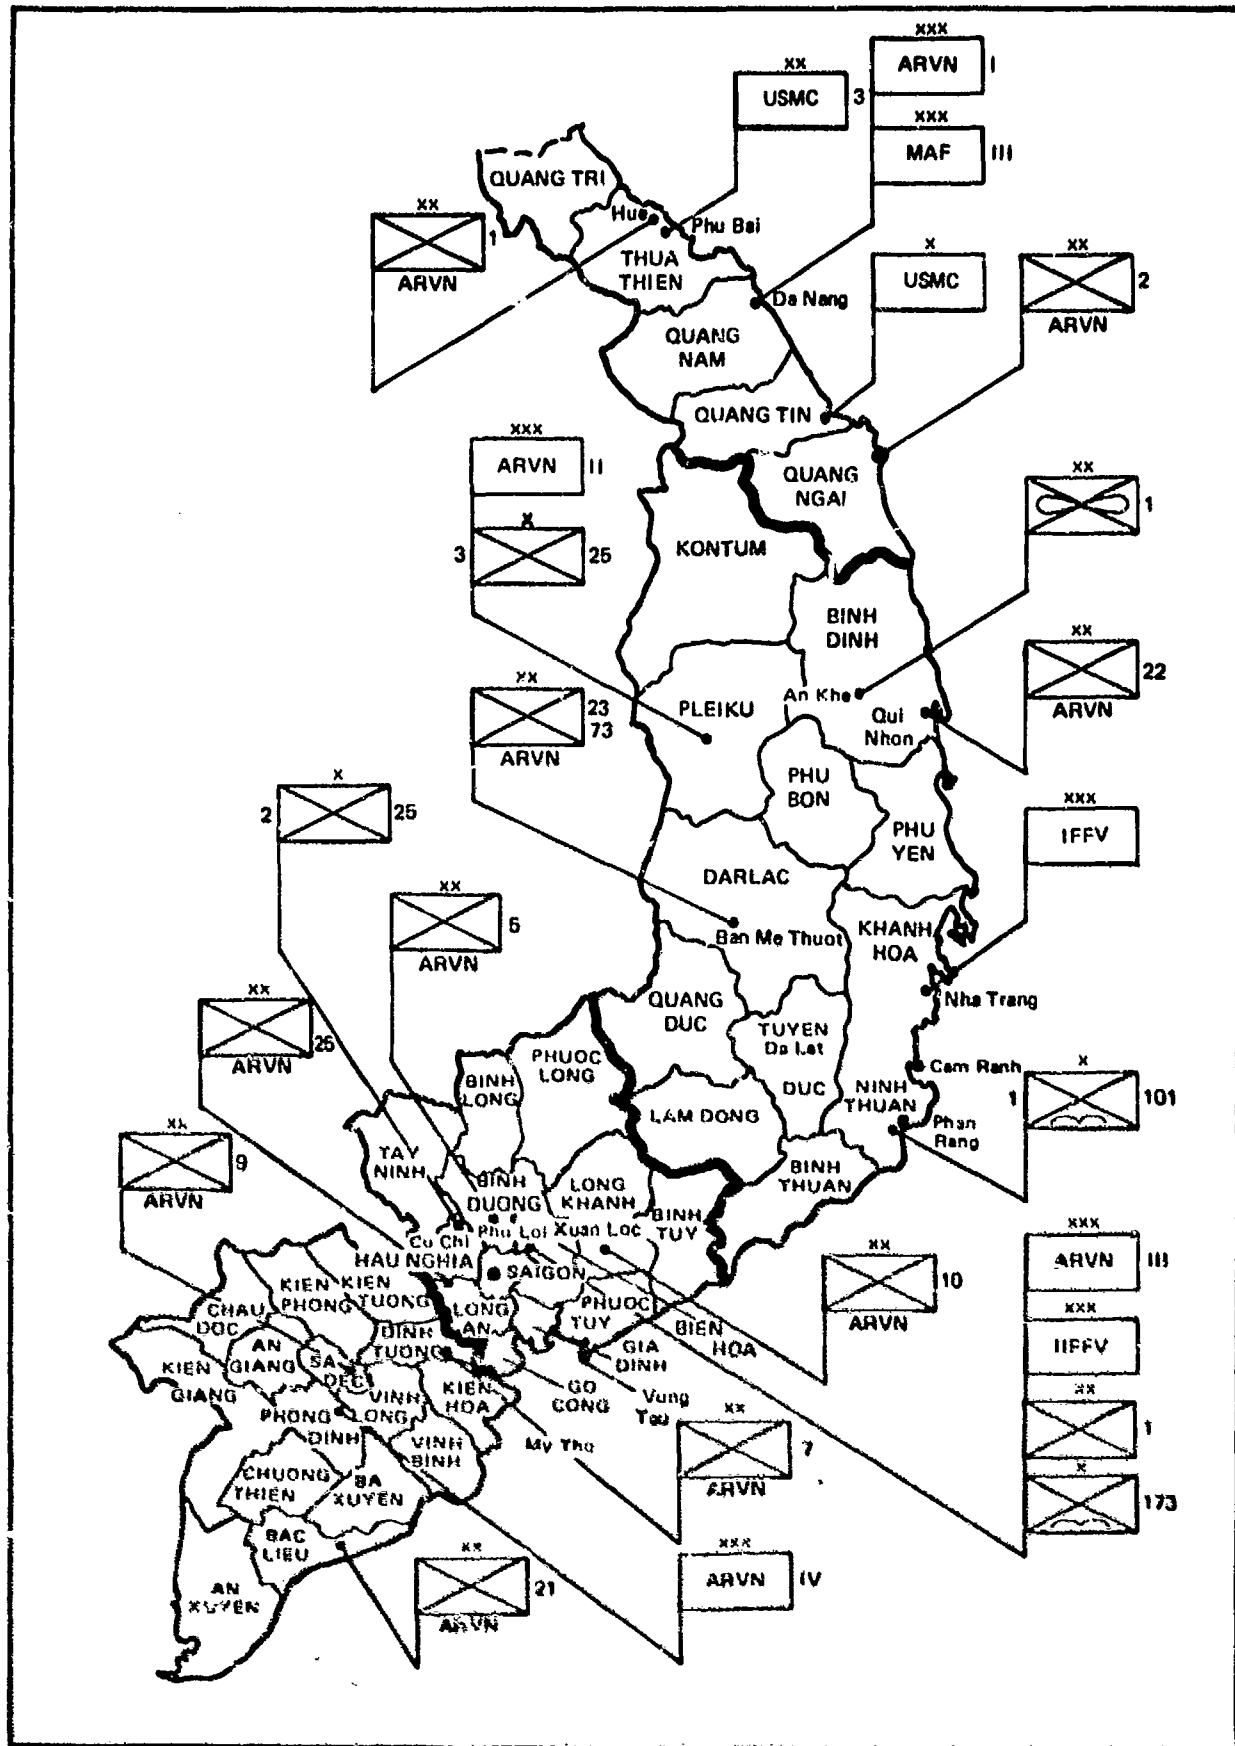 XXX
ARVN I
XX
USMC 3
XXX
MAF III
QUANG TRI
XX
1
ARVN
Hue
Phu Bai
THUA
THIEN
X
USMC
XX
2
ARVN
Da Nang
QUANG
NAM
QUANG TIN
XXX
ARVN II
QUANG
NGAI
XX
1
X
3 25
KONTUM
BINH
DINH
XX
22
ARVN
XX
23
73
ARVN
PLEIKU
An Khe
Qui
Nhon
X
2 25
PHU
BON
XXX
IFFV
PHU
YEN
DARLAC
XX
5
ARVN
Ban Me Thuot
KHANH
HOA
XX
25
ARVN
QUANG
DUC
Nha Trang
TUYEN
Da Lat
DUC
PHUOC
LONG
BINH
LONG
Cam Ranh
X
1 101
NINH
THUAN
LAM DONG
Phan
Rang
XX
9
ARVN
TAY
NINH
BINH
DUONG
LONG
KHANH
BINH
THUAN
BINH
TUY
Cu Chi
Phu Loi
Xuan Loc
HAU NGHIA
SAIGON
XX
10
ARVN
XXX
ARVN III
XXX
IIFFV
XX
1
X
173
KIEN
PHONG
KIEN
TUONG
CHAU
DOC
LONG
AN
PHUOC
TUY
BIEN
HOA
DINH
TUONG
GIA
DINH
AN
GIANG
SA
DEC
KIEN
GIANG
VINH
LONG
KIEN
HOA
GO
CONG
Vung
Tau
PHONG
DINH
VINH
BINH
My Tho
XX
7
ARVN
CHUONG
THIEN
BA
XUYEN
BAC
LIEU
XX
21
ARVN
XXX
ARVN IV
AN
XUYEN